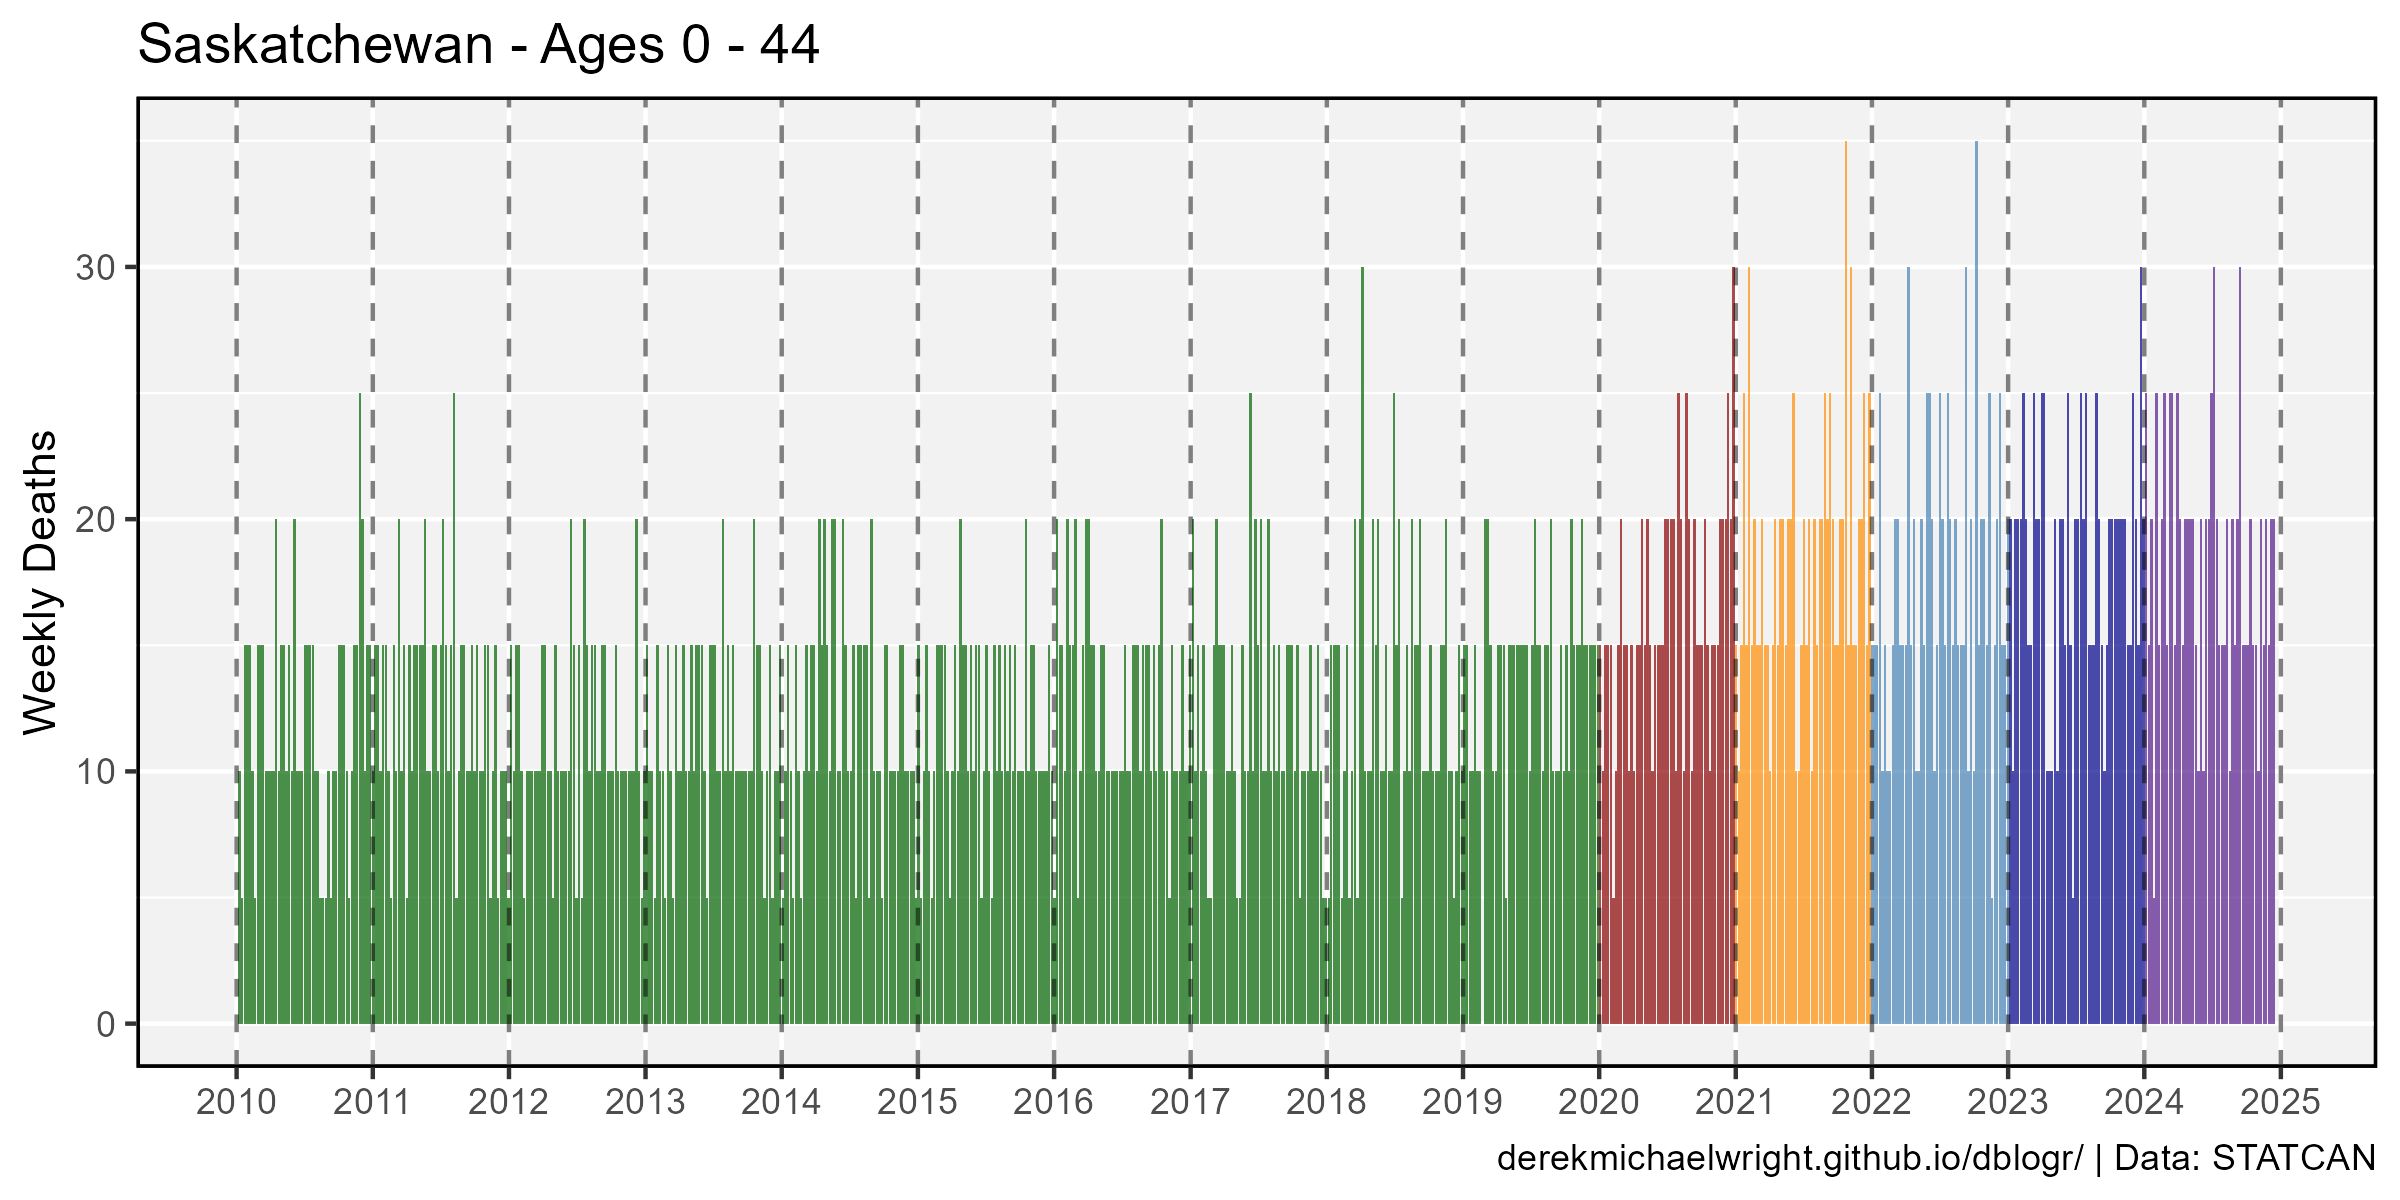 Saskatchewan - Ages 0 - 44
Weekly Deaths
30
20
10
0
2010 2011 2012 2013 2014 2015 2016 2017 2018 2019 2020 2021 2022 2023 2024 2025
derekmichaelwright.github.io/dblogr/ | Data: STATCAN